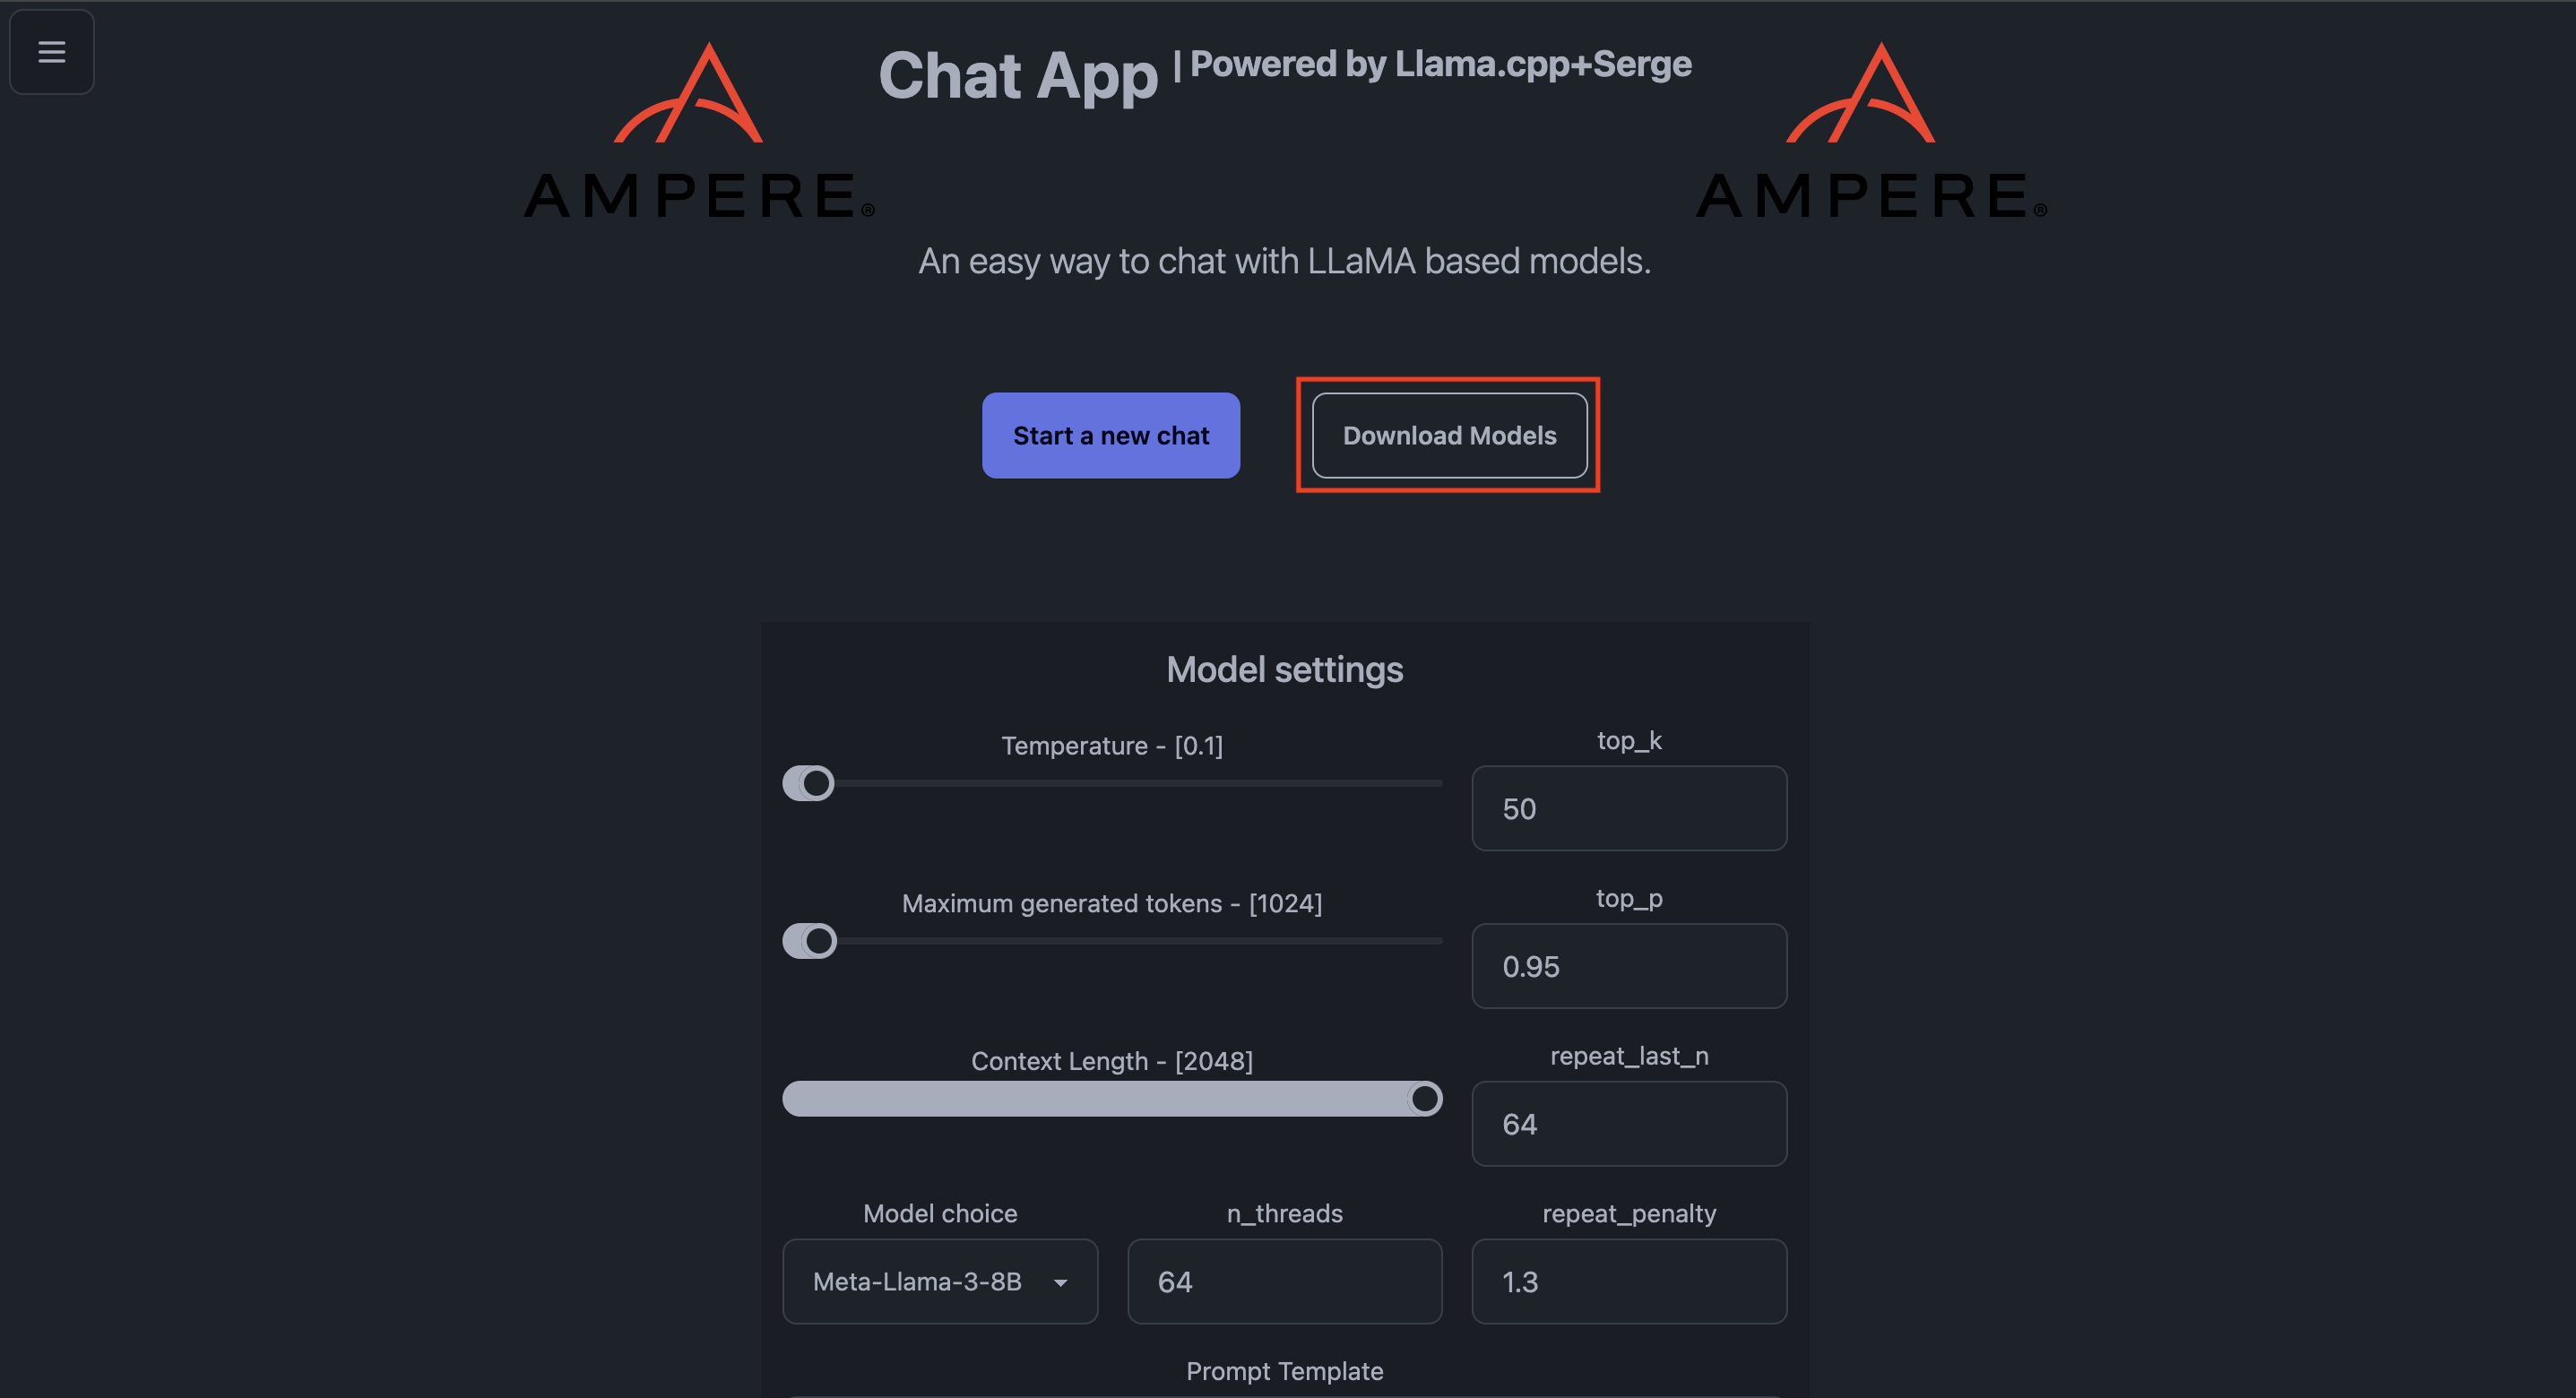 Chat App | Powered by Llama.cpp+Serge
AMPERE®
AMPERE®
An easy way to chat with LLaMA based models.
Start a new chat
Download Models
Model settings
Temperature - [0.1]
top_k
50
Maximum generated tokens - [1024]
top_p
0.95
Context Length - [2048]
repeat_last_n
64
Model choice
n_threads
repeat_penalty
Meta-Llama-3-8B
64
1.3
Prompt Template